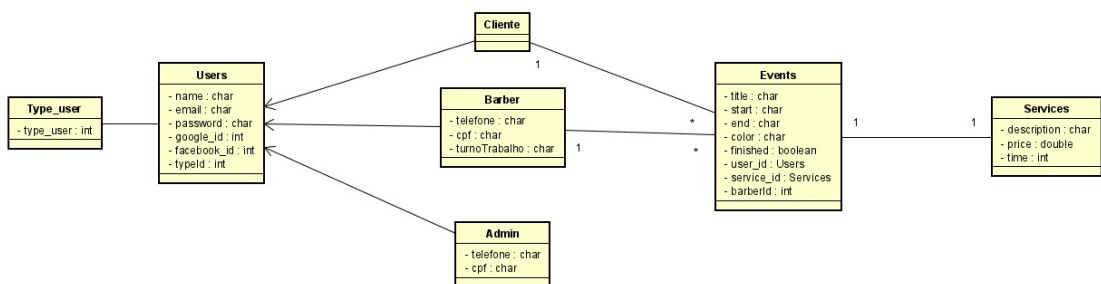 Cliente
1
Users
- name : char
- email : char
- password : char
- google_id : int
- facebook_id : int
- typeId : int
Type_user
- type_user : int
Barber
- telefone : char
- cpf : char
- turnoTrabalho : char
1
*
*
Events
- title : char
- start : char
- end : char
- color : char
- finished : boolean
- user_id : Users
- service_id : Services
- barberId : int
1
1
Services
- description : char
- price : double
- time : int
Admin
- telefone : char
- cpf : char